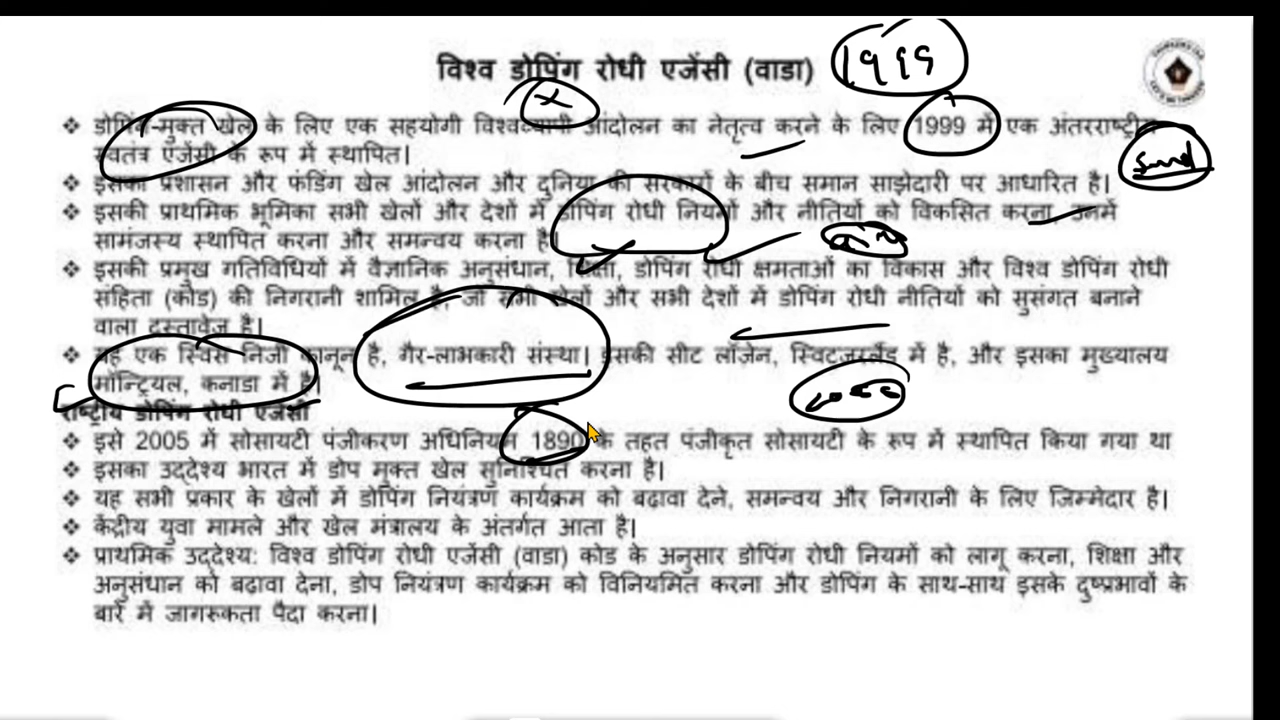 विश्व डोपिंग रोधी एजेंसी (वाडा)
1999
❖ डोपिंग-मुक्त खेल के लिए एक सहयोगी विश्वव्यापी आंदोलन का नेतृत्व करने के लिए 1999 में एक अंतरराष्ट्रीय
स्वतंत्र एजेंसी के रूप में स्थापित।
❖ इसका प्रशासन और फंडिंग खेल आंदोलन और दुनिया की सरकारों के बीच समान साझेदारी पर आधारित है।
❖ इसकी प्राथमिक भूमिका सभी खेलों और देशों में डोपिंग रोधी नियमों और नीतियों को विकसित करना, उनमें
सामंजस्य स्थापित करना और समन्वय करना है।
❖ इसकी प्रमुख गतिविधियों में वैज्ञानिक अनुसंधान, शिक्षा, डोपिंग रोधी क्षमताओं का विकास और विश्व डोपिंग रोधी
संहिता (कोड) की निगरानी शामिल है, जो सभी खेलों और सभी देशों में डोपिंग रोधी नीतियों को सुसंगत बनाने
वाला दस्तावेज है।
❖ यह एक स्विस निजी कानून है, गैर-लाभकारी संस्था। इसकी सीट लॉज़ेन, स्विटजरलैंड में है, और इसका मुख्यालय
मॉन्ट्रियल, कनाडा में है।
राष्ट्रीय डोपिंग रोधी एजेंसी
❖ इसे 2005 में सोसायटी पंजीकरण अधिनियम 1890 के तहत पंजीकृत सोसायटी के रूप में स्थापित किया गया था
❖ इसका उद्देश्य भारत में डोप मुक्त खेल सुनिश्चित करना है।
❖ यह सभी प्रकार के खेलों में डोपिंग नियंत्रण कार्यक्रम को बढावा देने, समन्वय और निगरानी के लिए जिम्मेदार है।
❖ केंद्रीय युवा मामले और खेल मंत्रालय के अंतर्गत आता है।
❖ प्राथमिक उद्देश्य: विश्व डोपिंग रोधी एजेंसी (वाडा) कोड के अनुसार डोपिंग रोधी नियमों को लागू करना, शिक्षा और
अनुसंधान को बढ़ावा देना, डोप नियंत्रण कार्यक्रम को विनियमित करना और डोपिंग के साथ-साथ इसके दुष्प्रभावों के
बारे में जागरूकता पैदा करना।